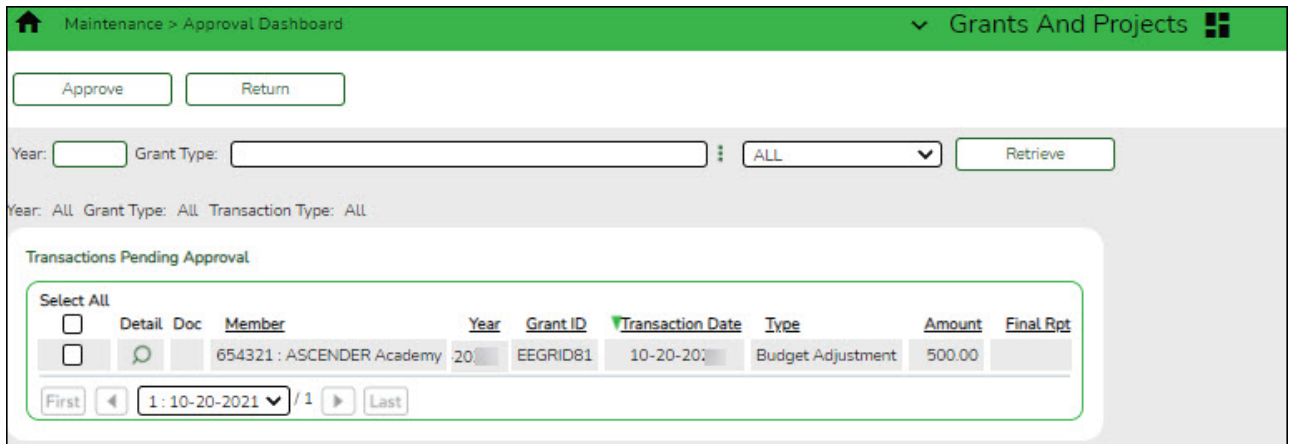 Maintenance > Approval Dashboard
Grants And Projects
Approve Return
Year: Grant Type: ALL Retrieve
Year: All Grant Type: All Transaction Type: All
Transactions Pending Approval
Select All
Detail Doc Member Year Grant ID Transaction Date Type Amount Final Rpt
654321 : ASCENDER Academy EEGRID81 Budget Adjustment 500.00
First 1 : 10-20-2021 / 1 Last